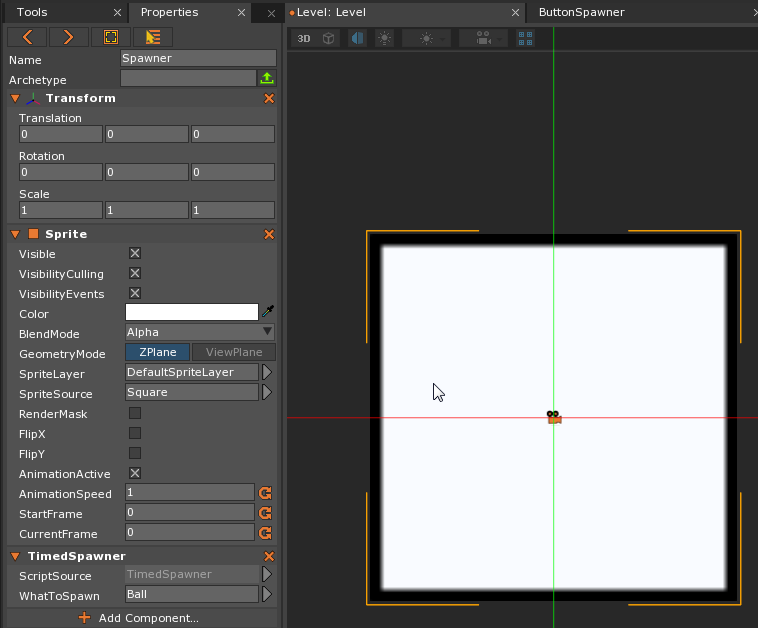 Tools
Properties
Level: Level
ButtonSpawner
3D
Name
Spawner
Archetype
Transform
Translation
0 0 0
Rotation
0 0 0
Scale
1 1 1
Sprite
Visible
VisibilityCulling
VisibilityEvents
Color
BlendMode Alpha
GeometryMode ZPlane ViewPlane
SpriteLayer DefaultSpriteLayer
SpriteSource Square
RenderMask
FlipX
FlipY
AnimationActive
AnimationSpeed 1
StartFrame 0
CurrentFrame 0
TimedSpawner
ScriptSource TimedSpawner
WhatToSpawn Ball
Add Component...